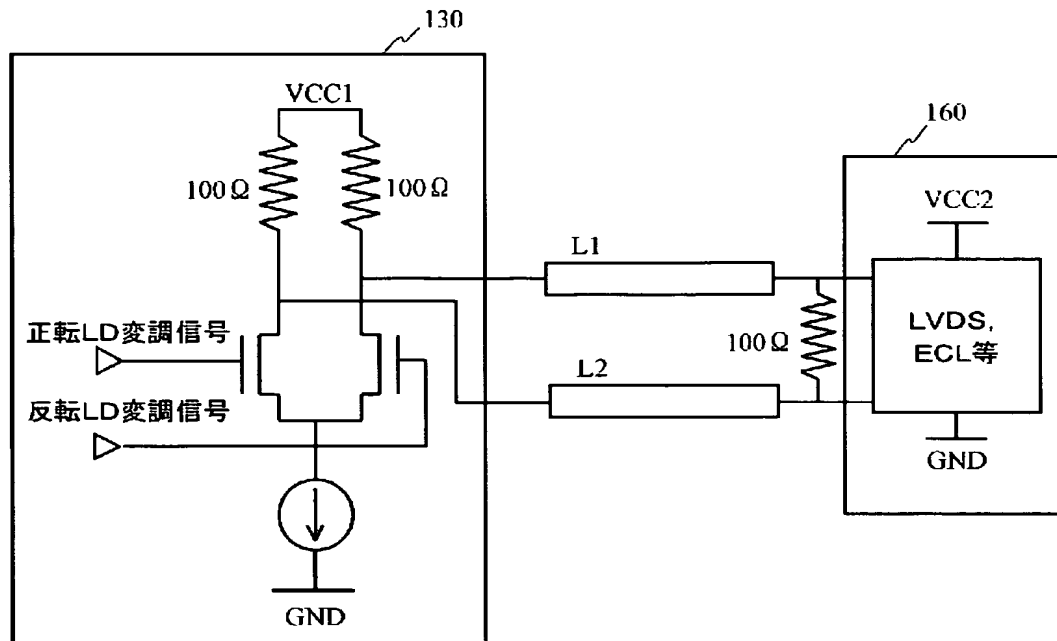 130
VCC1
100Ω
100Ω
160
VCC2
L1
LVDS,
ECL等
100Ω
正転LD変調信号
L2
反転LD変調信号
GND
GND